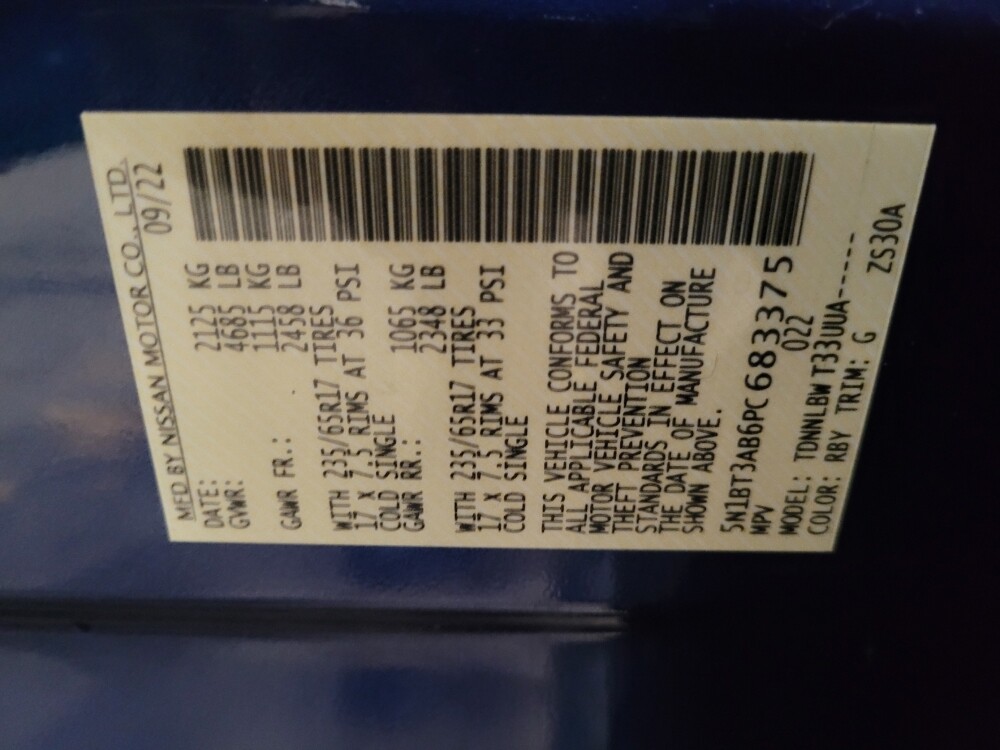 MFD BY NISSAN MOTOR CO., LTD.
DATE: 09/22
GVWR: 2125 KG
4685 LB
GAWR FR.: 1115 KG
2458 LB
WITH 235/65R17 TIRES
17 X 7.5 RIMS AT 36 PSI
COLD SINGLE
GAWR RR.: 1065 KG
2348 LB
WITH 235/65R17 TIRES
17 X 7.5 RIMS AT 33 PSI
COLD SINGLE
THIS VEHICLE CONFORMS TO
ALL APPLICABLE FEDERAL
MOTOR VEHICLE SAFETY AND
THEFT PREVENTION
STANDARDS IN EFFECT ON
THE DATE OF MANUFACTURE
SHOWN ABOVE.
5N1BT3AB6PC683375
MPV 022
MODEL: TDNNLBW T33UUA-----
COLOR: RBY TRIM: G ZS30A